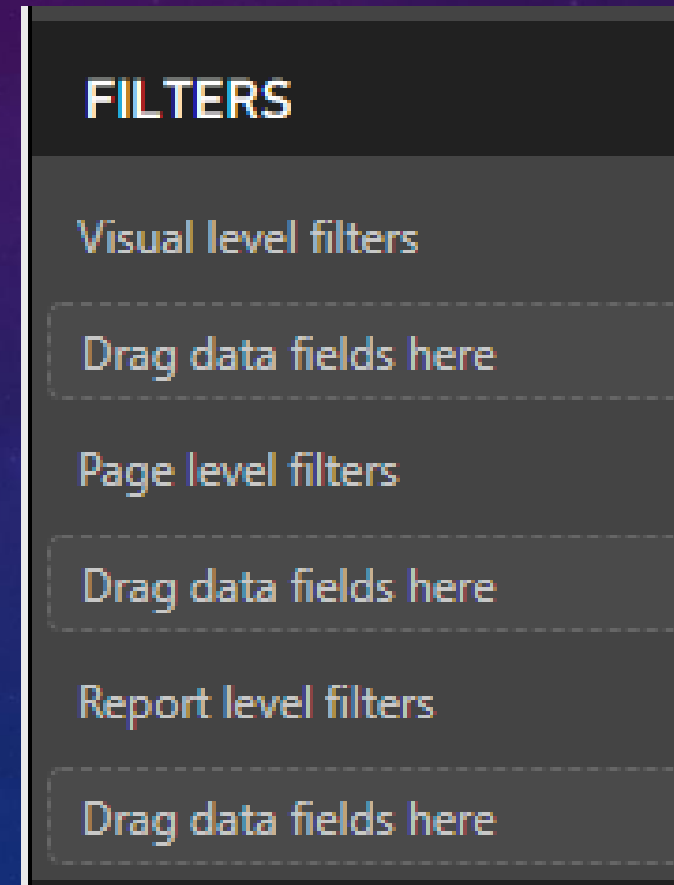 FILTERS
Visual level filters
Drag data fields here
Page level filters
Drag data fields here
Report level filters
Drag data fields here